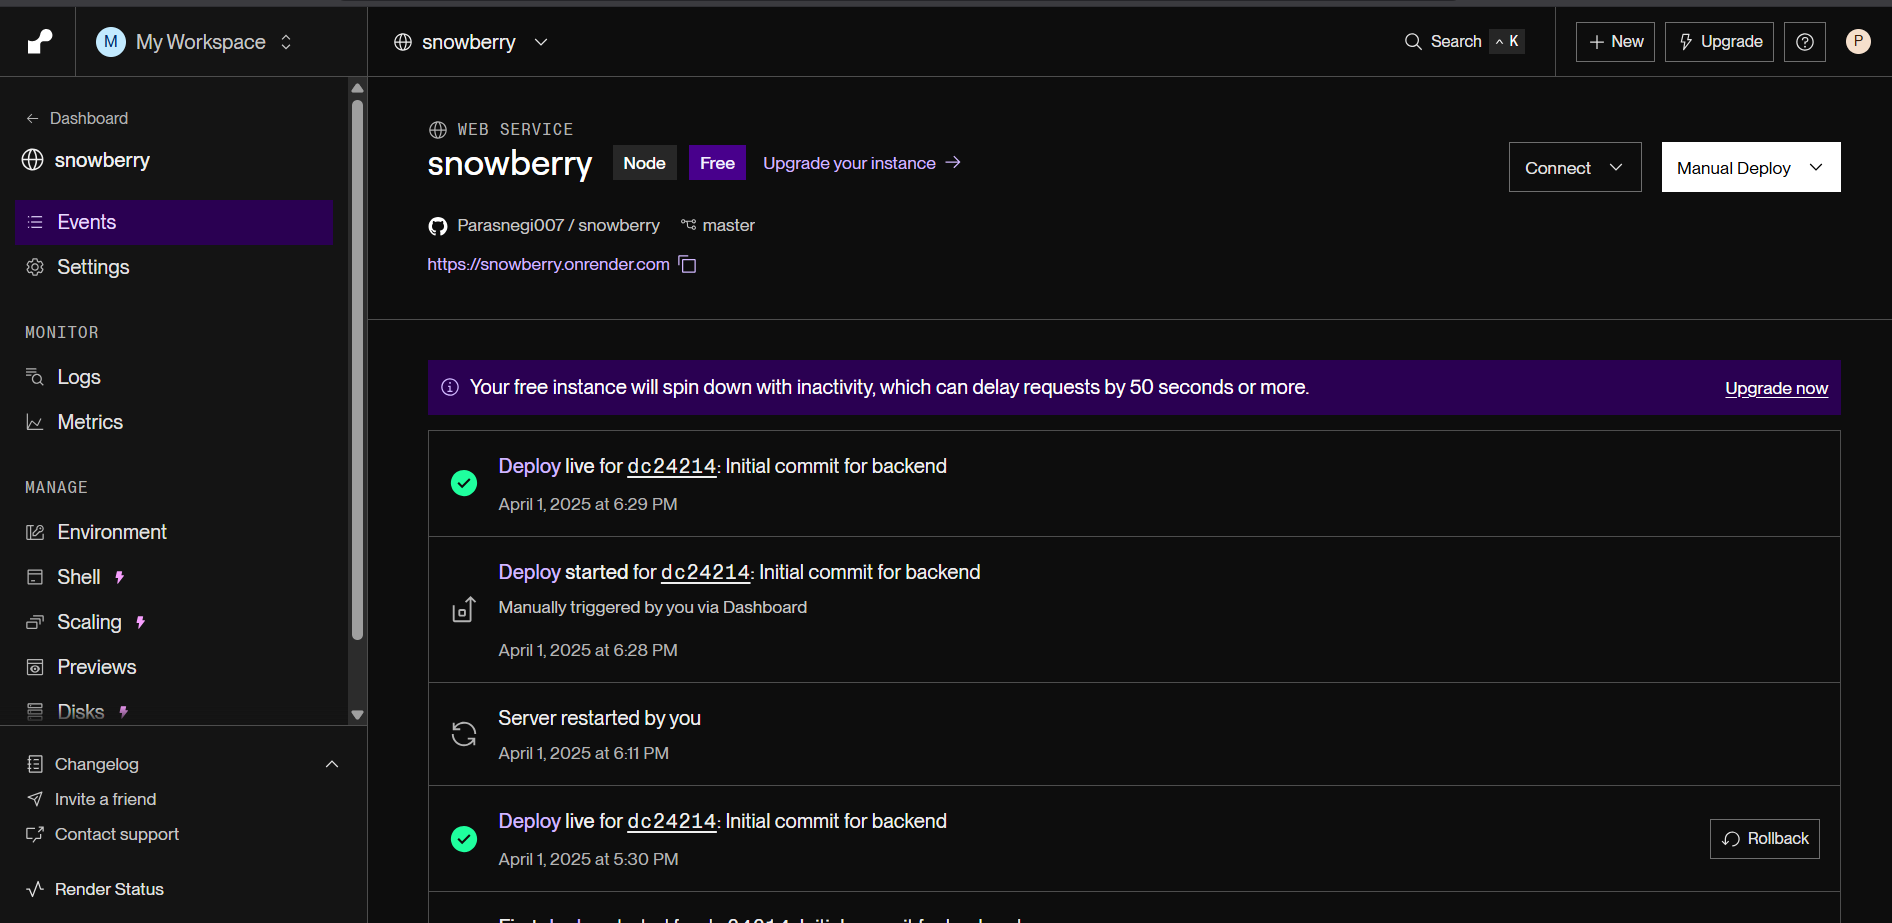 M My Workspace
snowberry
Search ^ K
+ New
Upgrade
P
← Dashboard
snowberry
Events
Settings
MONITOR
Logs
Metrics
MANAGE
Environment
Shell
Scaling
Previews
Disks
Changelog
Invite a friend
Contact support
Render Status
WEB SERVICE
snowberry Node Free Upgrade your instance →
Connect
Manual Deploy
Parasnegi007 / snowberry master
https://snowberry.onrender.com
Your free instance will spin down with inactivity, which can delay requests by 50 seconds or more. Upgrade now
Deploy live for dc24214: Initial commit for backend
April 1, 2025 at 6:29 PM
Deploy started for dc24214: Initial commit for backend
Manually triggered by you via Dashboard
April 1, 2025 at 6:28 PM
Server restarted by you
April 1, 2025 at 6:11 PM
Deploy live for dc24214: Initial commit for backend
April 1, 2025 at 5:30 PM
Rollback